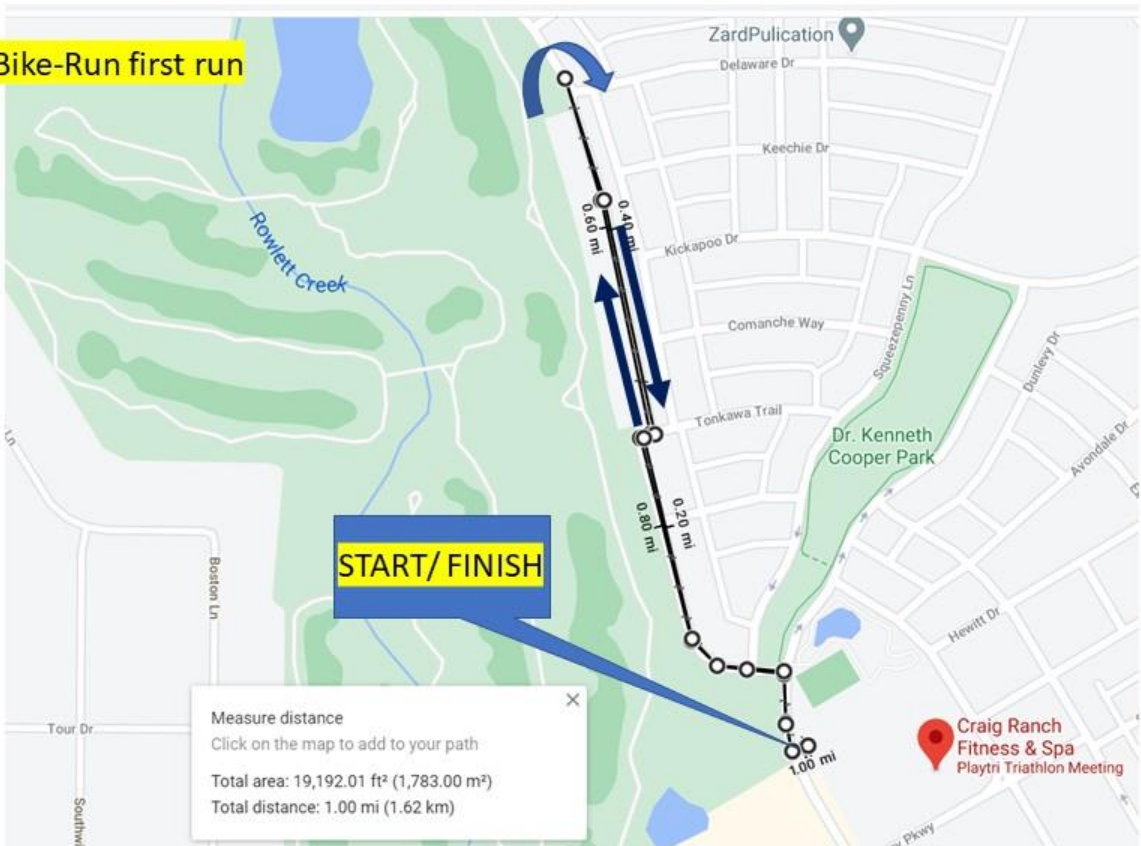 Bike-Run first run
ZardPulication
Delaware Dr
Keechie Dr
Rowlett Creek
0.60 mi
0.40 mi
Kickapoo Dr
Comanche Way
Squeezepenny Ln
Dunlevy Dr
Tonkawa Trail
Avondale Dr
Dr. Kenneth
Cooper Park
Ln
0.80 mi
0.20 mi
START/ FINISH
Boston Ln
Hewitt Dr
Measure distance
Click on the map to add to your path
Total area: 19,192.01 ft² (1,783.00 m²)
Total distance: 1.00 mi (1.62 km)
Tour Dr
Craig Ranch
Fitness & Spa
Playtri Triathlon Meeting
1.00 mi
Southwi
Pkwy